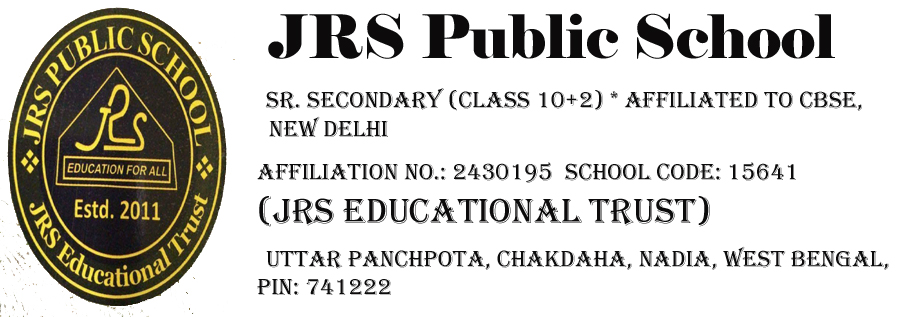 JRS PUBLIC SCHOOL
JRS
EDUCATION FOR ALL
Estd. 2011
JRS Educational Trust
JRS Public School
SR. SECONDARY (CLASS 10+2) * AFFILIATED TO CBSE,
NEW DELHI
AFFILIATION NO.: 2430195 SCHOOL CODE: 15641
(JRS EDUCATIONAL TRUST)
UTTAR PANCHPOTA, CHAKDAHA, NADIA, WEST BENGAL,
PIN: 741222